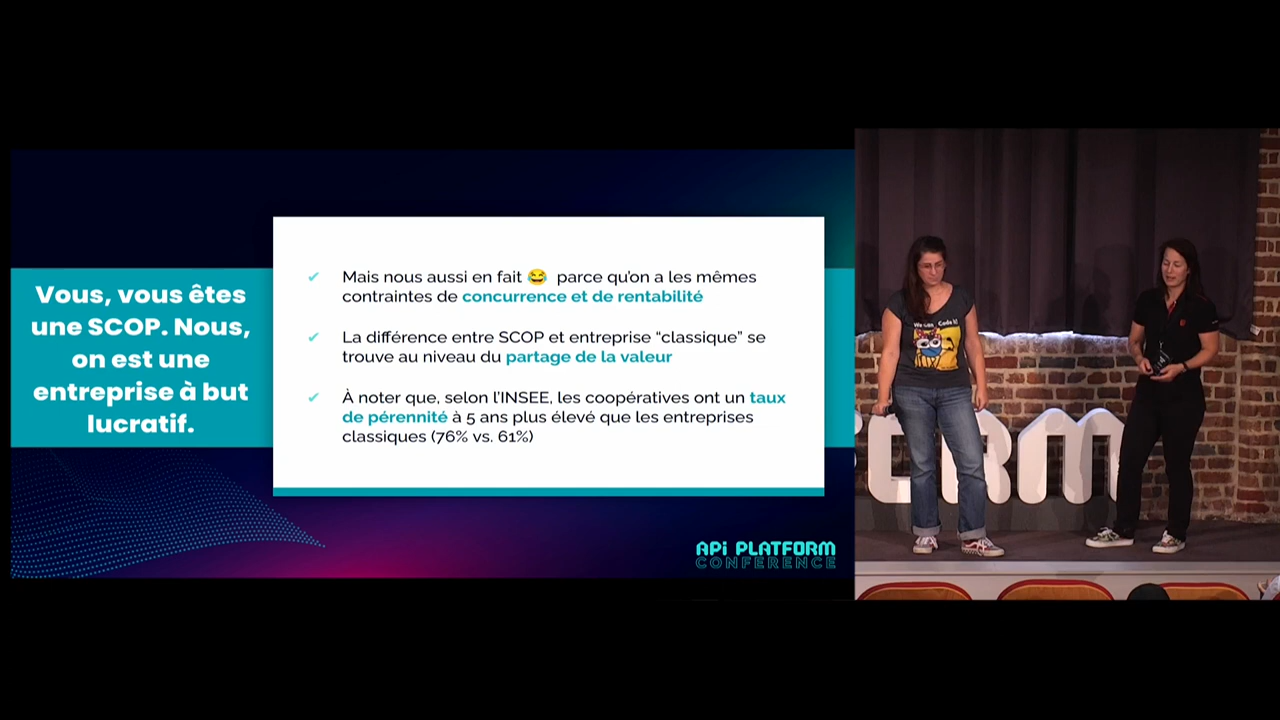 Vous, vous êtes
une SCOP. Nous,
on est une
entreprise à but
lucratif.
✔ Mais nous aussi en fait 😂 parce qu'on a les mêmes
contraintes de concurrence et de rentabilité
✔ La différence entre SCOP et entreprise “classique” se
trouve au niveau du partage de la valeur
✔ À noter que, selon l'INSEE, les coopératives ont un taux
de pérennité à 5 ans plus élevé que les entreprises
classiques (76% vs. 61%)
API PLATFORM
CONFERENCE